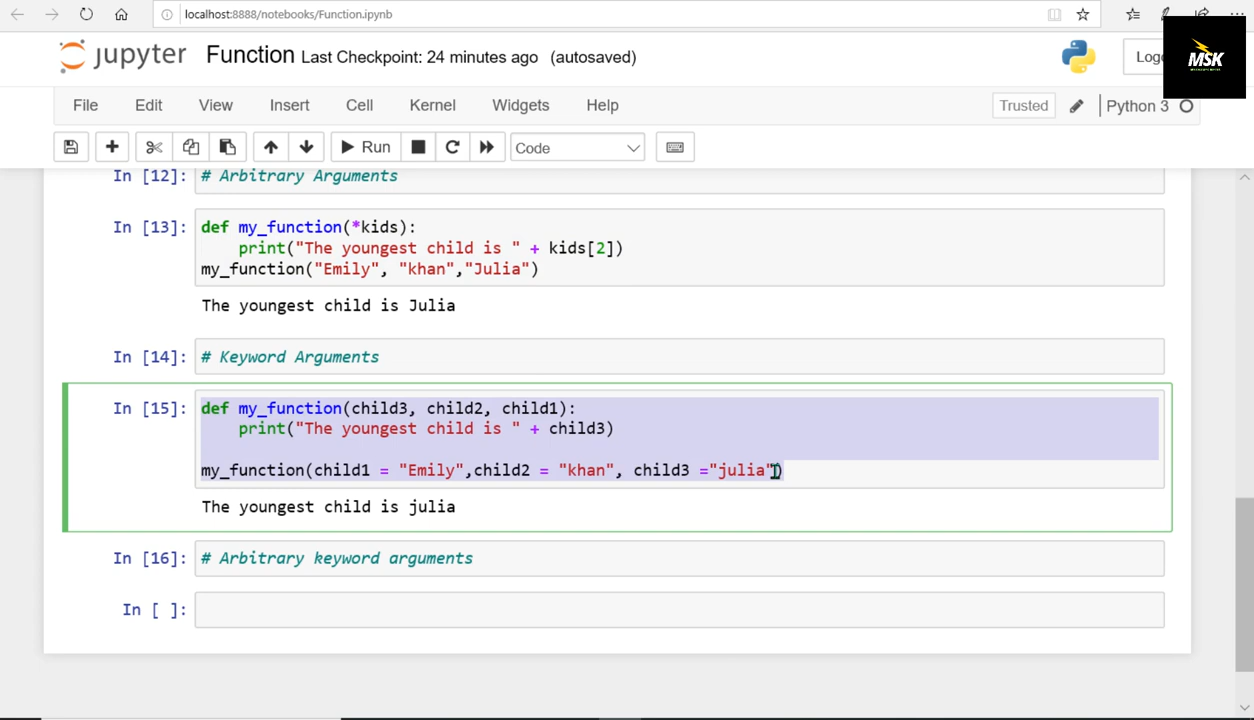 localhost:8888/notebooks/Function.ipynb
MSK
jupyter Function Last Checkpoint: 24 minutes ago (autosaved)
File Edit View Insert Cell Kernel Widgets Help
Trusted Python 3
Run Code
In [12]: # Arbitrary Arguments
In [13]: def my_function(*kids):
print("The youngest child is " + kids[2])
my_function("Emily", "khan","Julia")
The youngest child is Julia
In [14]: # Keyword Arguments
In [15]: def my_function(child3, child2, child1):
print("The youngest child is " + child3)
my_function(child1 = "Emily",child2 = "khan", child3 ="julia")
The youngest child is julia
In [16]: # Arbitrary keyword arguments
In [ ]: